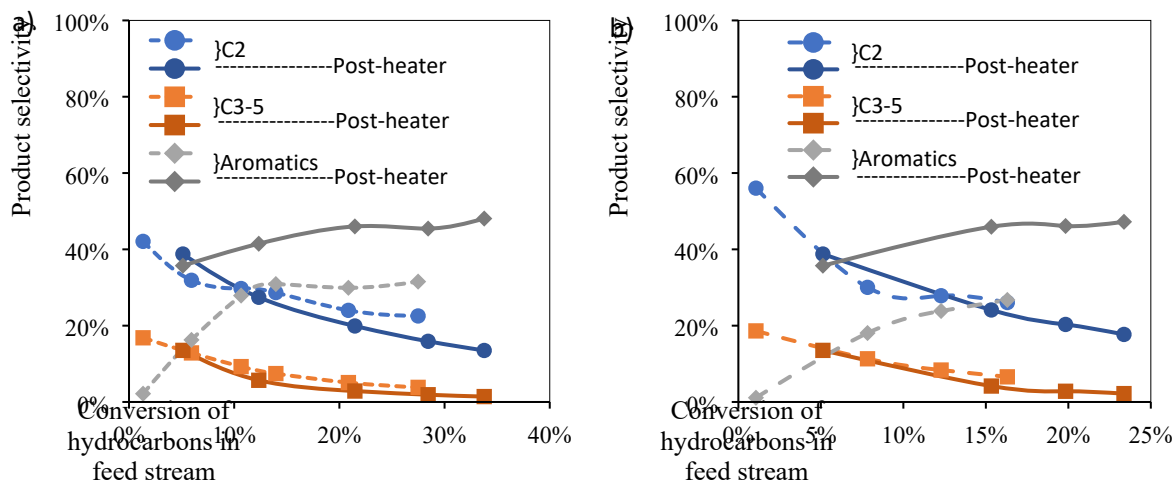 a)
Product selectivity
100%
80%
60%
40%
20%
0%
}C2
--------------Post-heater
}C3-5
--------------Post-heater
}Aromatics
--------------Post-heater
0% 10% 20% 30% 40%
Conversion of
hydrocarbons in
feed stream
b)
Product selectivity
100%
80%
60%
40%
20%
0%
}C2
--------------Post-heater
}C3-5
--------------Post-heater
}Aromatics
--------------Post-heater
0% 5% 10% 15% 20% 25%
Conversion of
hydrocarbons in
feed stream